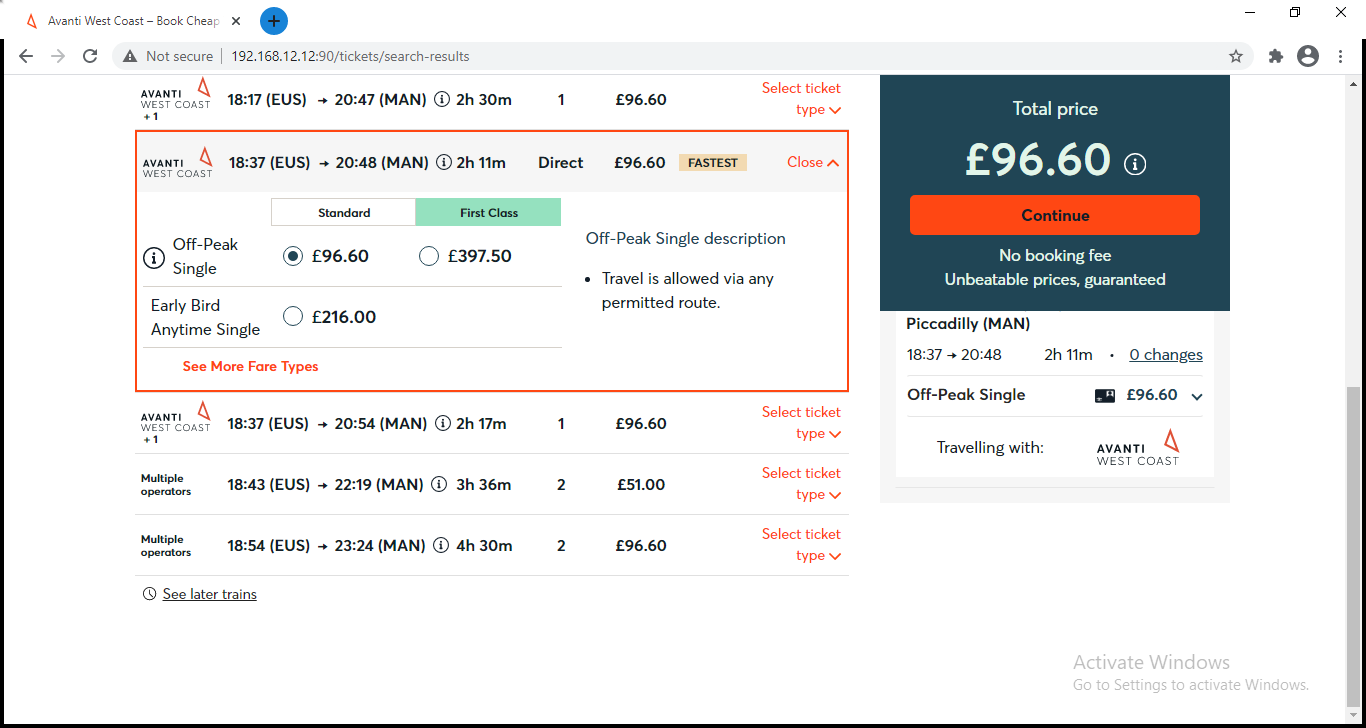 Avanti West Coast – Book Cheap
Not secure
192.168.12.12:90/tickets/search-results
AVANTI
WEST COAST
+ 1
18:17 (EUS) → 20:47 (MAN) 2h 30m 1 £96.60
Select ticket
type
AVANTI
WEST COAST
18:37 (EUS) → 20:48 (MAN) 2h 11m Direct £96.60 FASTEST Close
Standard First Class
Off-Peak
Single
£96.60 £397.50
Early Bird
Anytime Single
£216.00
See More Fare Types
Off-Peak Single description
• Travel is allowed via any
permitted route.
AVANTI
WEST COAST
+ 1
18:37 (EUS) → 20:54 (MAN) 2h 17m 1 £96.60
Select ticket
type
Multiple
operators
18:43 (EUS) → 22:19 (MAN) 3h 36m 2 £51.00
Select ticket
type
Multiple
operators
18:54 (EUS) → 23:24 (MAN) 4h 30m 2 £96.60
Select ticket
type
See later trains
Total price
£96.60
Continue
No booking fee
Unbeatable prices, guaranteed
Piccadilly (MAN)
18:37 → 20:48 2h 11m • 0 changes
Off-Peak Single £96.60
Travelling with:
AVANTI
WEST COAST
Activate Windows
Go to Settings to activate Windows.